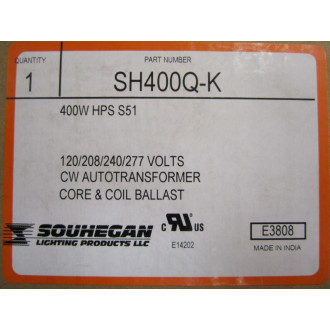 QUANTITY
PART NUMBER
1
SH400Q-K
400W HPS S51
120/208/240/277 VOLTS
CW AUTOTRANSFORMER
CORE & COIL BALLAST
SOUHEGAN
LIGHTING PRODUCTS LLC
C UL US
E14202
E3808
MADE IN INDIA